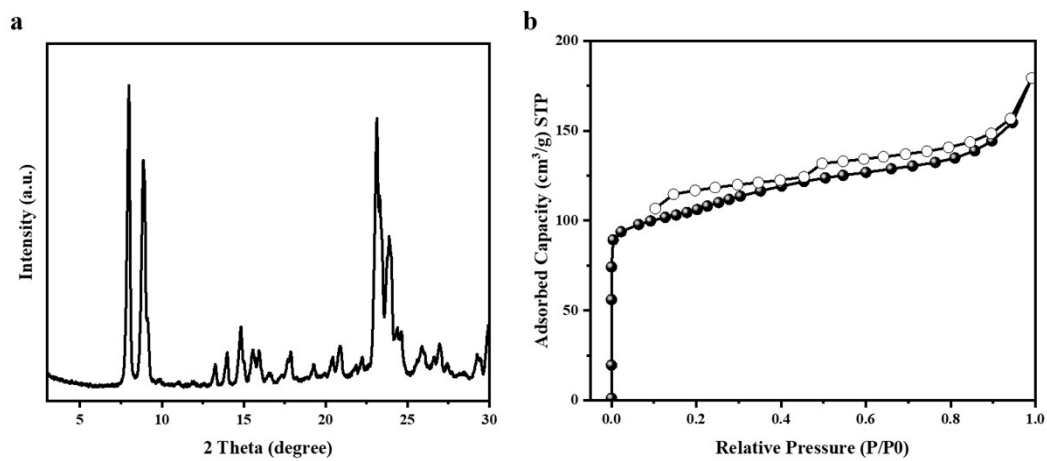 a
Intensity (a.u.)
5
10
15
20
25
30
2 Theta (degree)
b
Adsorbed Capacity (cm³/g) STP
200
150
100
50
0
0.0
0.2
0.4
0.6
0.8
1.0
Relative Pressure (P/P0)